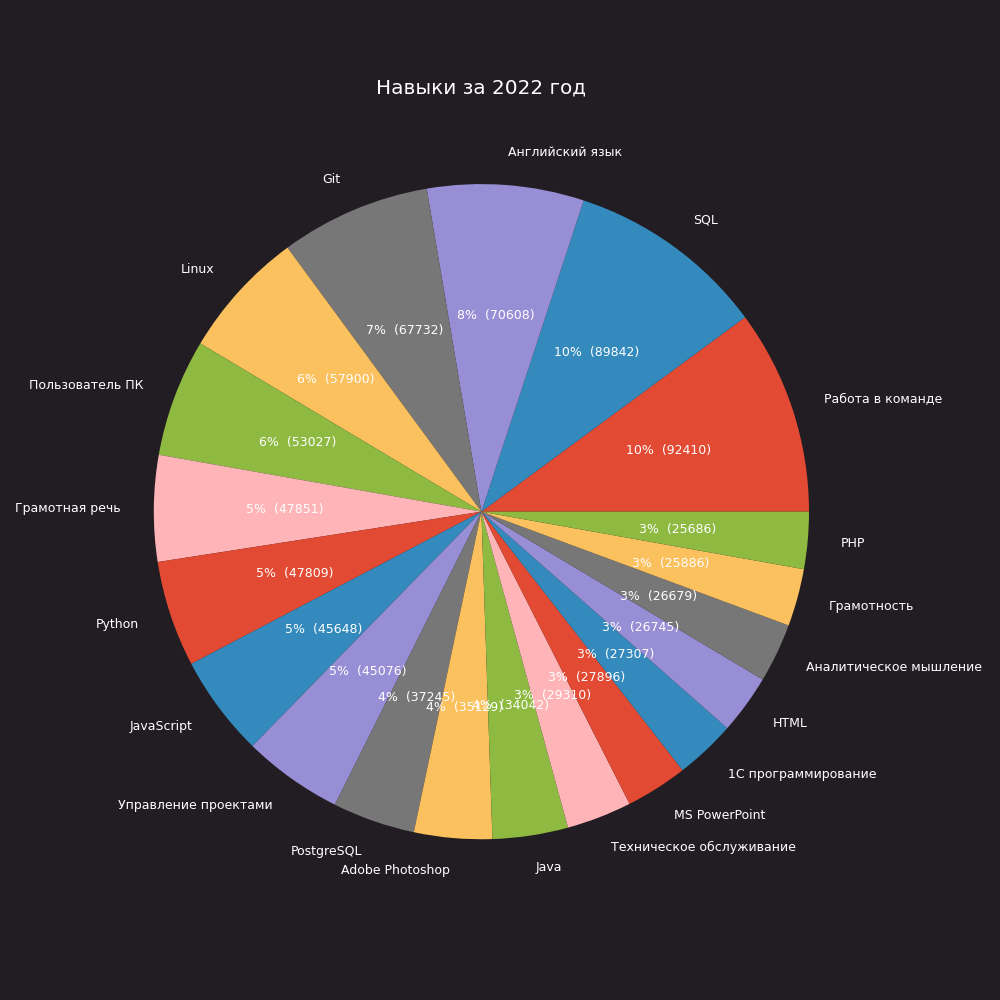 Навыки за 2022 год
Английский язык
Git
SQL
Linux
8%  (70608)
7%  (67732)
10%  (89842)
6%  (57900)
Пользователь ПК
Работа в команде
6%  (53027)
10%  (92410)
Грамотная речь
5%  (47851)
3%  (25686)
PHP
3%  (25886)
5%  (47809)
3%  (26679)
Грамотность
Python
5%  (45648)
3%  (26745)
3%  (27307)
Аналитическое мышление
5%  (45076)
3%  (27896)
4%  (37245)
3%  (29310)
4%  (34042)
JavaScript
HTML
1С программирование
Управление проектами
MS PowerPoint
Техническое обслуживание
PostgreSQL
Adobe Photoshop
Java